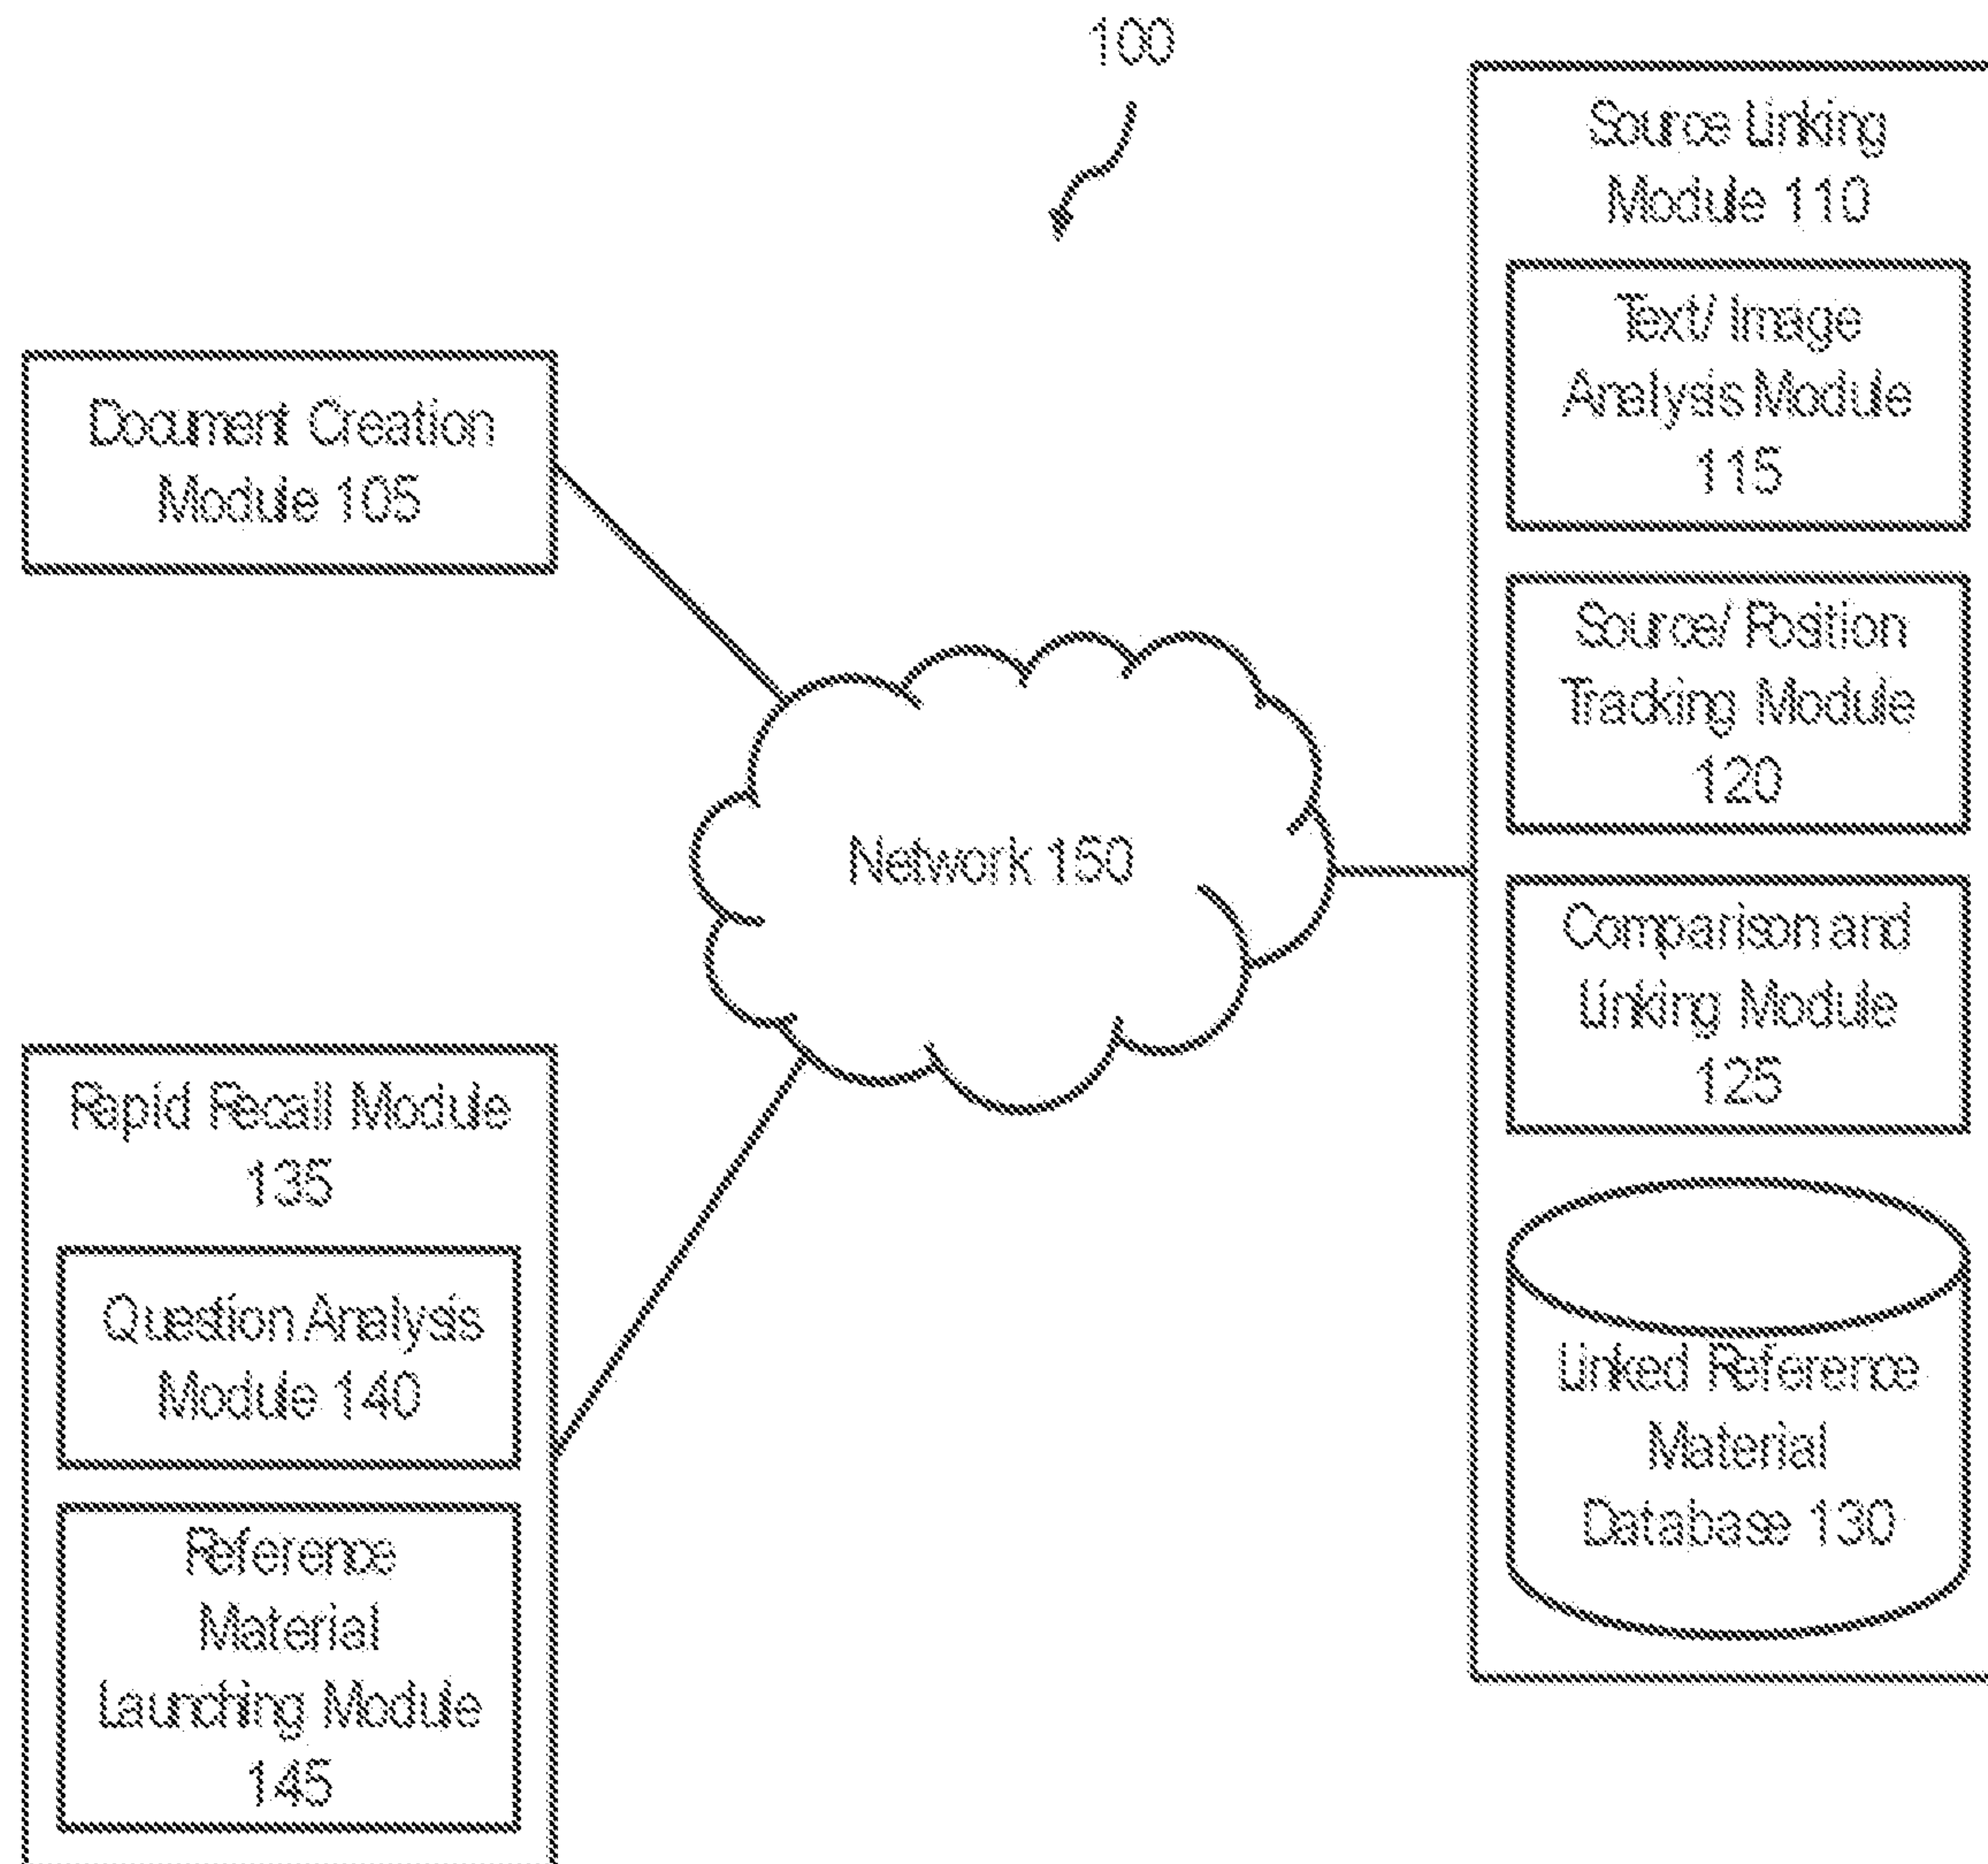 100
Source Linking
Module 110
Text/ Image
Analysis Module
115
Source/ Position
Tracking Module
120
Comparison and
Linking Module
125
Linked Reference
Material
Database 130
Document Creation
Module 105
Network 150
Rapid Recall Module
135
Question Analysis
Module 140
Reference
Material
Launching Module
145